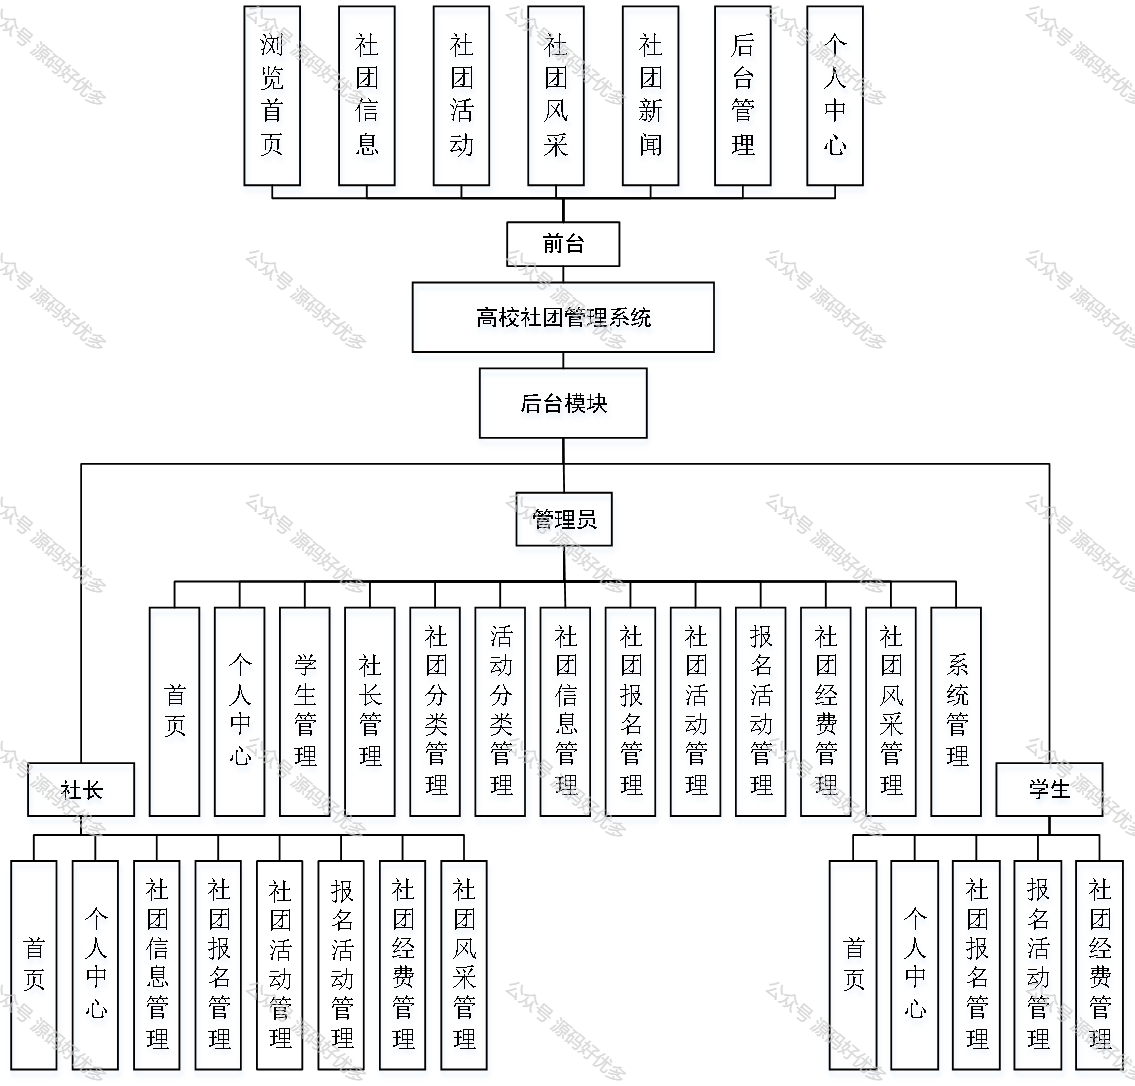 浏览首页
社团信息
社团活动
社团风采
社团新闻
后台管理
个人中心
前台
高校社团管理系统
后台模块
管理员
首页
个人中心
学生管理
社长管理
社团分类管理
活动分类管理
社团信息管理
社团报名管理
社团活动管理
报名活动管理
社团经费管理
社团风采管理
系统管理
社长
学生
首页
个人中心
社团信息管理
社团报名管理
社团活动管理
报名活动管理
社团经费管理
社团风采管理
首页
个人中心
社团报名管理
报名活动管理
社团经费管理
公众号 源码好优多